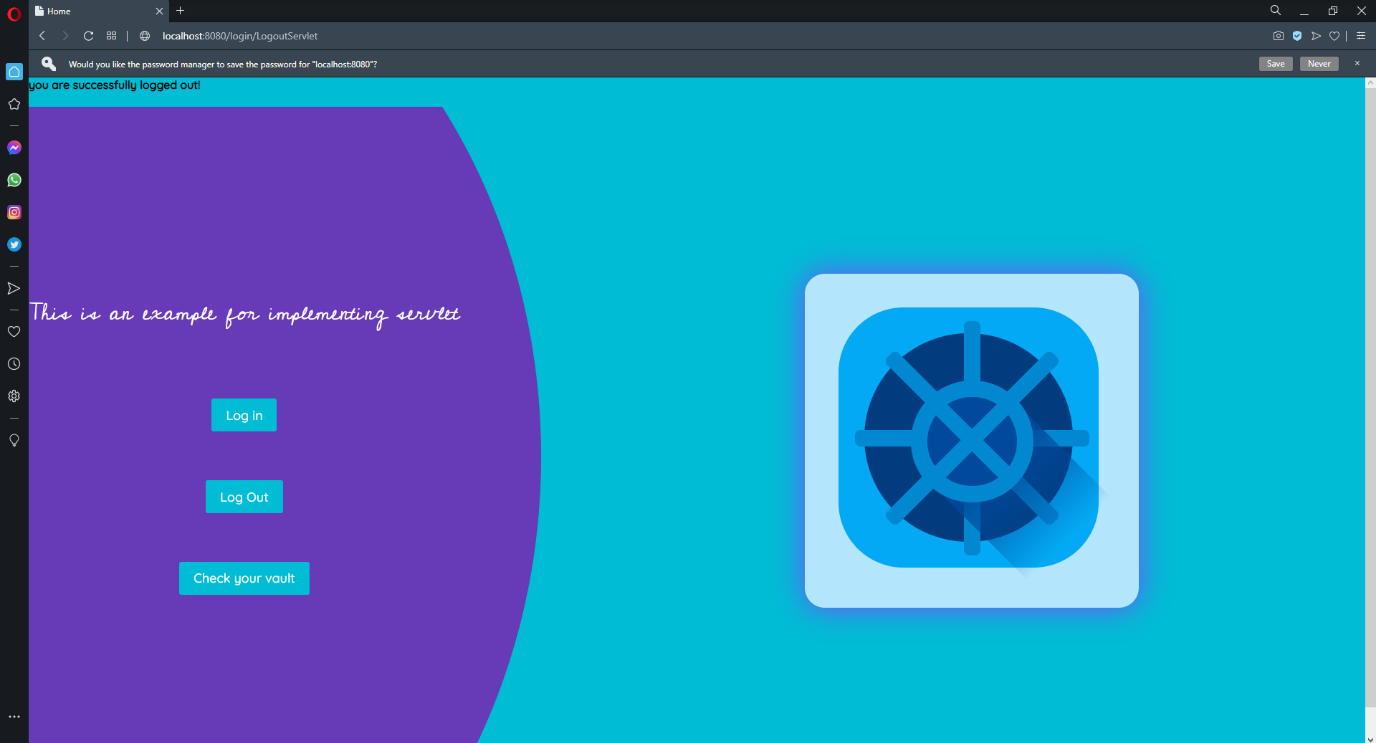 Home
localhost:8080/login/LogoutServlet
Would you like the password manager to save the password for "localhost:8080"?
Save
Never
you are successfully logged out!
This is an example for implementing servlet
Log in
Log Out
Check your vault